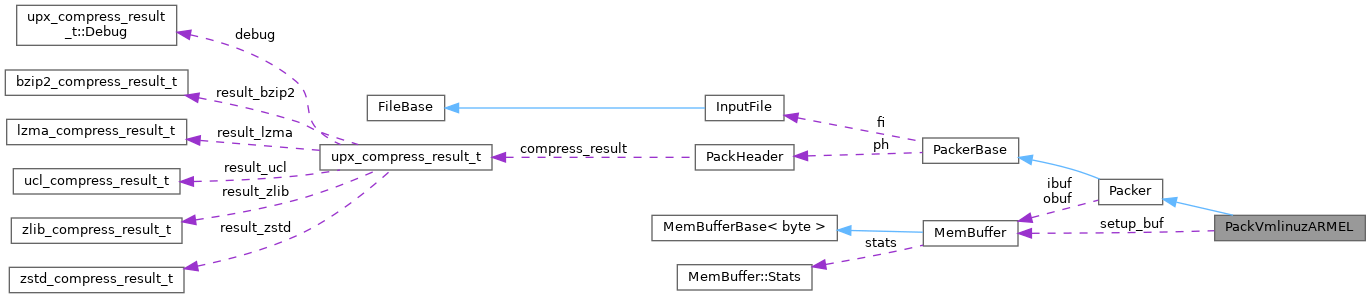 upx_compress_result
_t::Debug
debug
bzip2_compress_result_t
result_bzip2
FileBase
InputFile
lzma_compress_result_t
result_lzma
fi
upx_compress_result_t
compress_result
PackHeader
ph
PackerBase
result_ucl
ucl_compress_result_t
result_zlib
ibuf
obuf
Packer
zlib_compress_result_t
result_zstd
MemBufferBase< byte >
MemBuffer
setup_buf
PackVmlinuzARMEL
stats
zstd_compress_result_t
MemBuffer::Stats